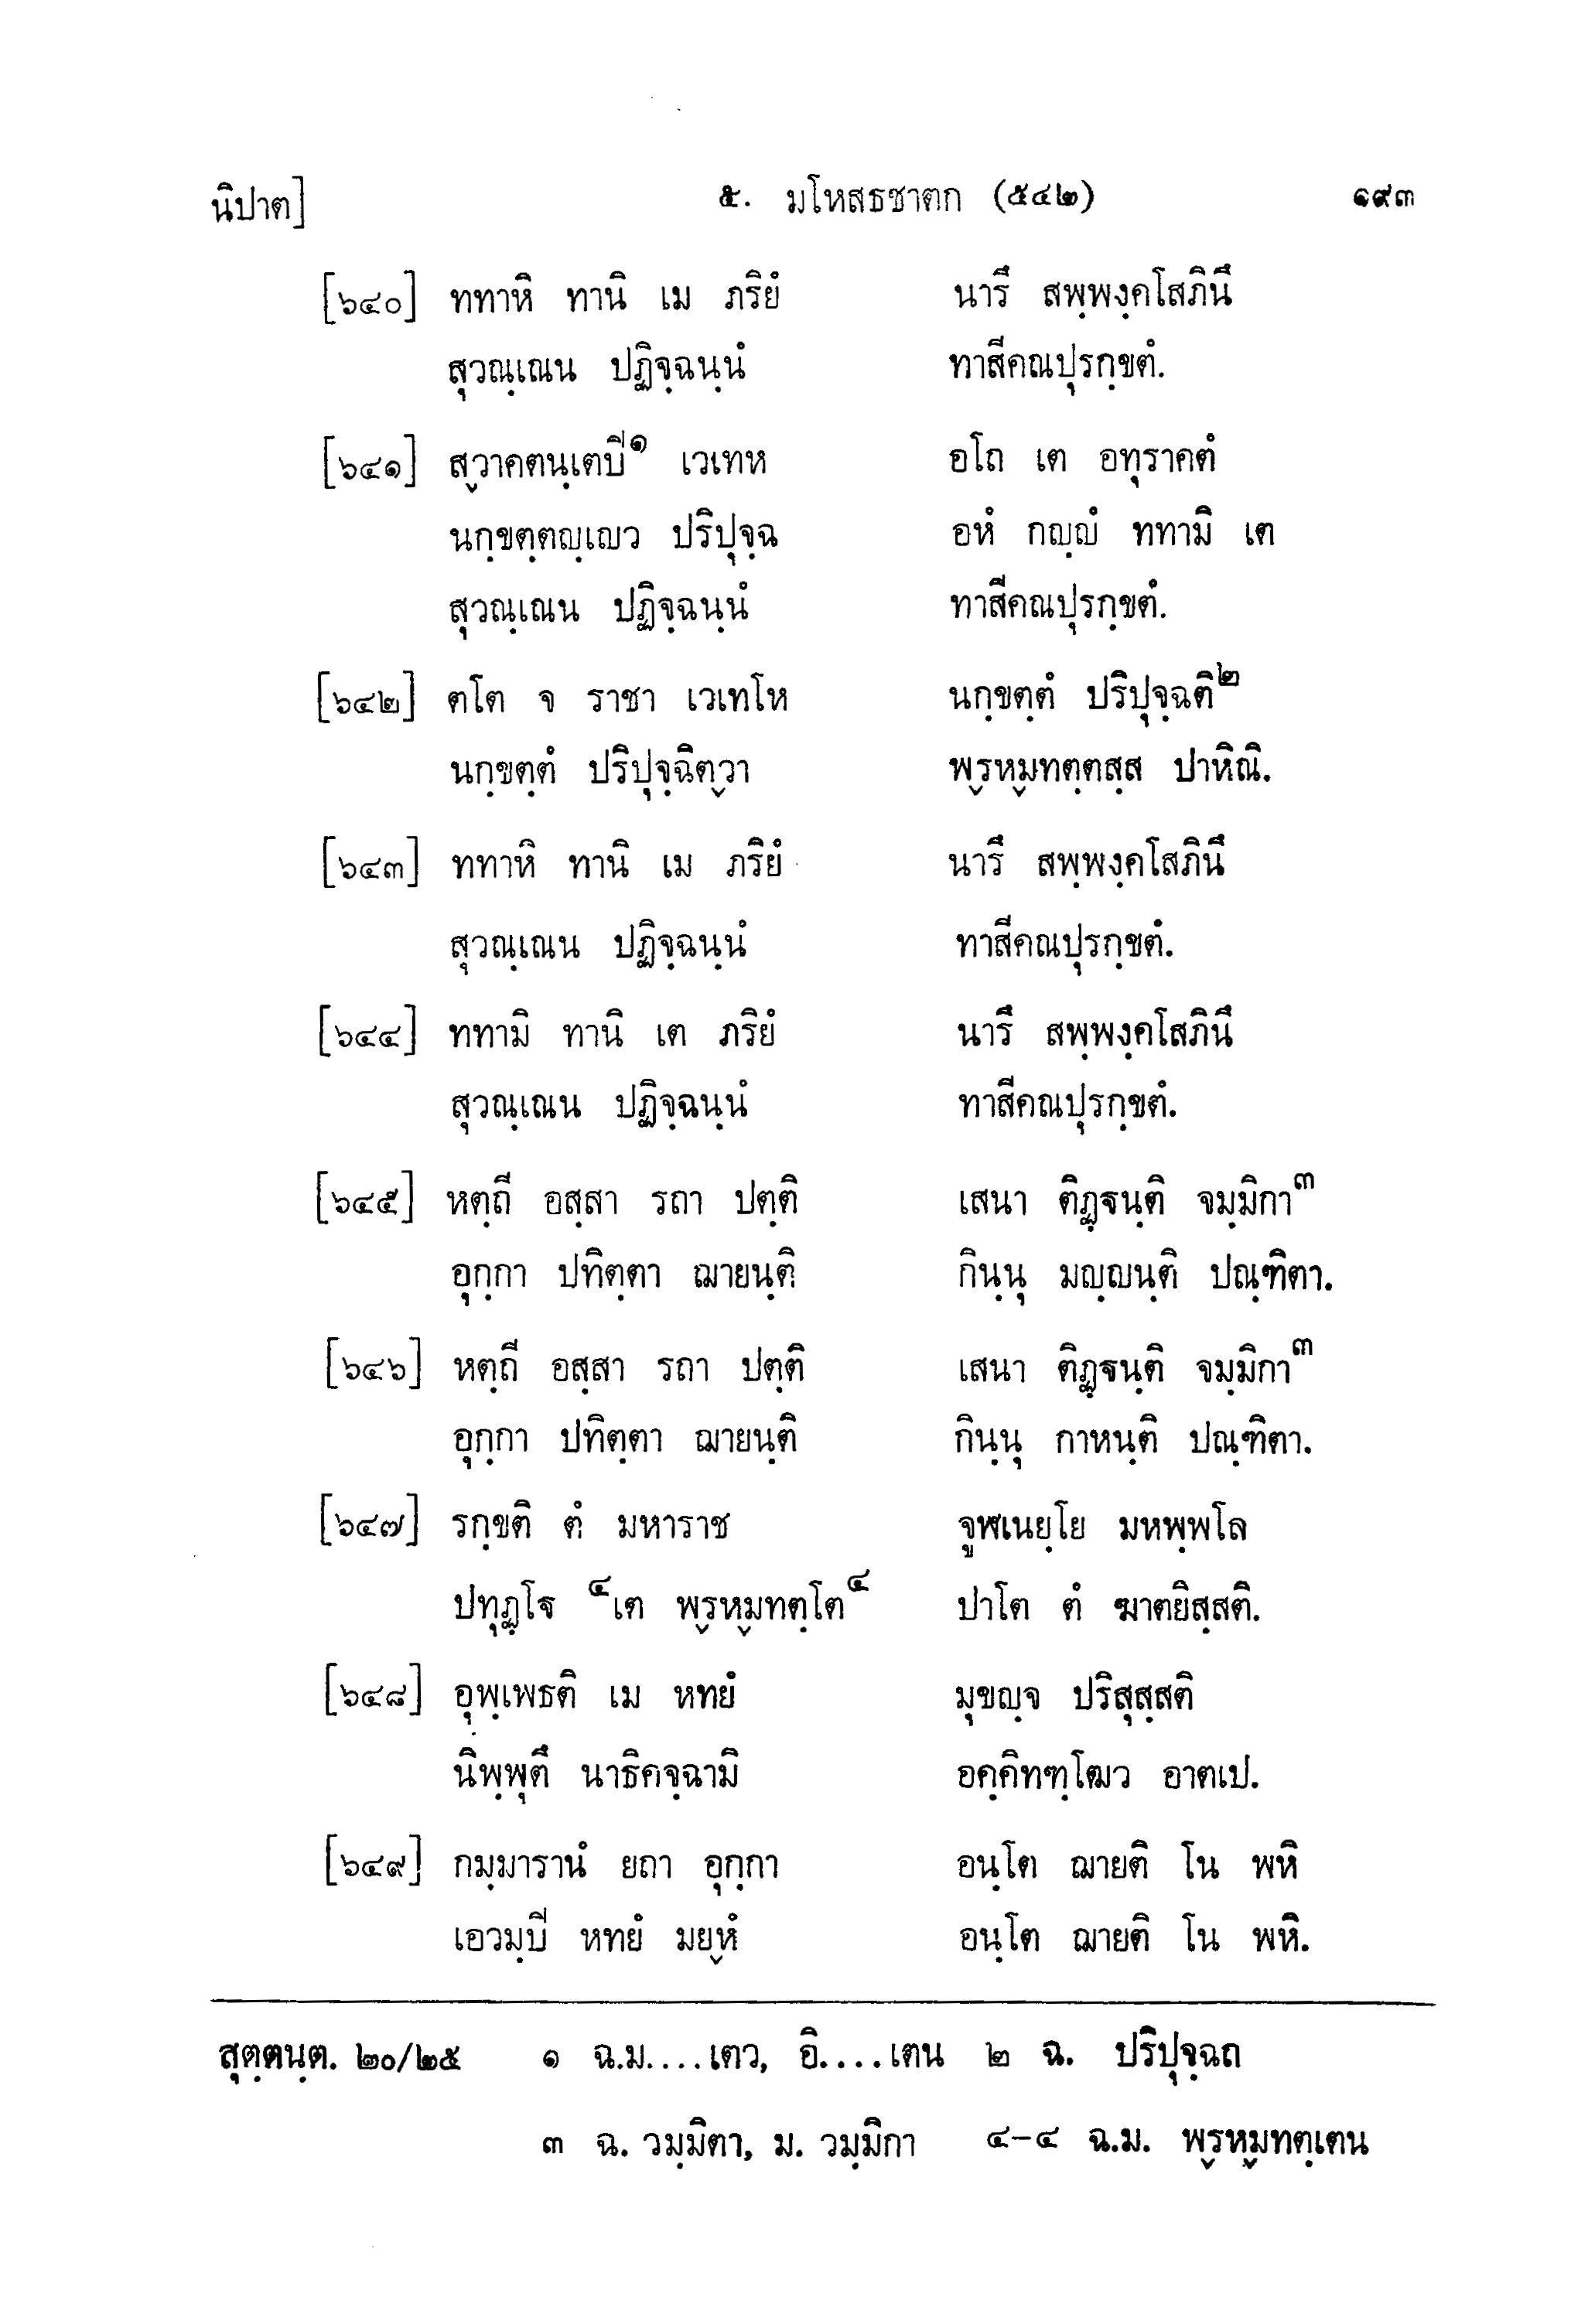 นิปาต] ๕. มโหสธชาตก (๕๔๒) ๑๙๓
[๖๔๐] ททาหิ ทานิ เม ภริยํ นารึ สพฺพงฺคโสภินึ
สุวณฺเณน ปฏิจฺฉนฺนํ ทาสีคณปุรกฺขตํ.
[๖๔๑] สฺวาคตนฺเตปิ๑ เวเทห อโถ เต อทุราคตํ
นกฺขตฺตญฺเญว ปริปุจฺฉ อหํ กญฺญํ ททามิ เต
สุวณฺเณน ปฏิจฺฉนฺนํ ทาสีคณปุรกฺขตํ.
[๖๔๒] ตโต จ ราชา เวเทโห นกฺขตฺตํ ปริปุจฺฉติ๒
นกฺขตฺตํ ปริปุจฺฉิตฺวา พฺรหฺมทตฺตสฺส ปาหิณิ.
[๖๔๓] ททาหิ ทานิ เม ภริยํ นารึ สพฺพงฺคโสภินึ
สุวณฺเณน ปฏิจฺฉนฺนํ ทาสีคณปุรกฺขตํ.
[๖๔๔] ททามิ ทานิ เต ภริยํ นารึ สพฺพงฺคโสภินึ
สุวณฺเณน ปฏิจฺฉนฺนํ ทาสีคณปุรกฺขตํ.
[๖๔๕] หตฺถี อสฺสา รถา ปตฺติ เสนา ติฏฺฐนฺติ จมฺมิกา๓
อุกฺกา ปทิตฺตา ฌายนฺติ กินฺนุ มญฺญนฺติ ปณฺฑิตา.
[๖๔๖] หตฺถี อสฺสา รถา ปตฺติ เสนา ติฏฺฐนฺติ จมฺมิกา๓
อุกฺกา ปทิตฺตา ฌายนฺติ กินฺนุ กาหนฺติ ปณฺฑิตา.
[๖๔๗] รกฺขติ ตํ มหาราช จูฬเนยฺโย มหพฺพโล
ปทุฏฺโฐ ๔เต พฺรหฺมทตฺโต๔ ปาโต ตํ ฆาตยิสฺสติ.
[๖๔๘] อุพฺเพธติ เม หทยํ มุขญฺจ ปริสุสฺสติ
นิพฺพุตึ นาธิคจฺฉามิ อคฺคิทฑฺโฒว อาตเป.
[๖๔๙] กมฺมารานํ ยถา อุกฺกา อนฺโต ฌายติ โน พหิ
เอวมฺปิ หทยํ มยฺหํ อนฺโต ฌายติ โน พหิ.
สุตฺตนฺต. ๒๐/๒๕ ๑ ฉ.ม....เตว, อิ....เตน ๒ ฉ. ปริปุจฺฉถ
๓ ฉ. วมฺมิตา, ม. วมฺมิกา ๔-๔ ฉ.ม. พฺรหฺมทตฺเตน